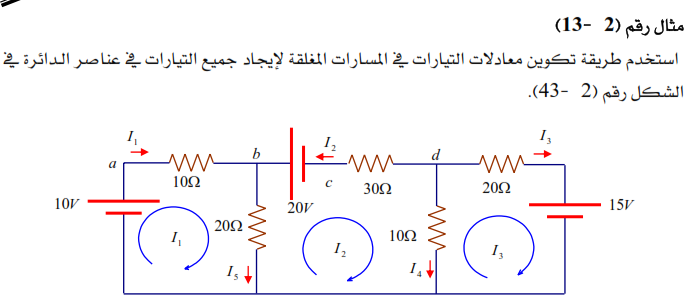 مثال رقم (2 -13)
استخدم طريقة تكوين معادلات التيارات في المسارات المغلقة لإيجاد جميع التيارات في عناصر الدائرة في
الشكل رقم (2 -43).
I₁ I₂ I₃
a b c d
10Ω 30Ω 20Ω
10V 20V 15V
20Ω 10Ω
I₁ I₂ I₃
I₅ I₄